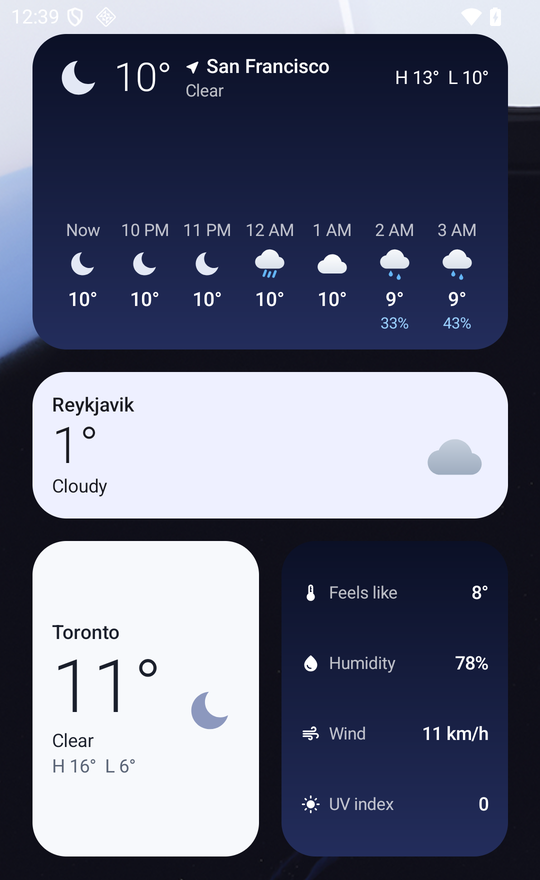 12:39
10° San Francisco
Clear
H 13° L 10°
Now 10 PM 11 PM 12 AM 1 AM 2 AM 3 AM
10° 10° 10° 10° 10° 9° 9°
33% 43%
Reykjavik
1°
Cloudy
Toronto
11°
Clear
H 16° L 6°
Feels like 8°
Humidity 78%
Wind 11 km/h
UV index 0